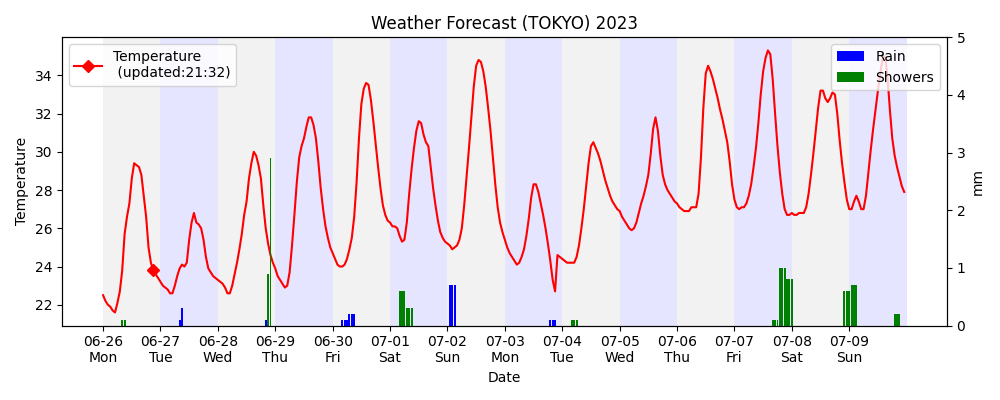 Weather Forecast (TOKYO) 2023
Temperature
(updated:21:32)
Rain
Showers
Temperature
34
32
30
28
26
24
22
5
4
3
2
1
0
mm
06-26 06-27 06-28 06-29 06-30 07-01 07-02 07-03 07-04 07-05 07-06 07-07 07-08 07-09
Mon Tue Wed Thu Fri Sat Sun Mon Tue Wed Thu Fri Sat Sun
Date